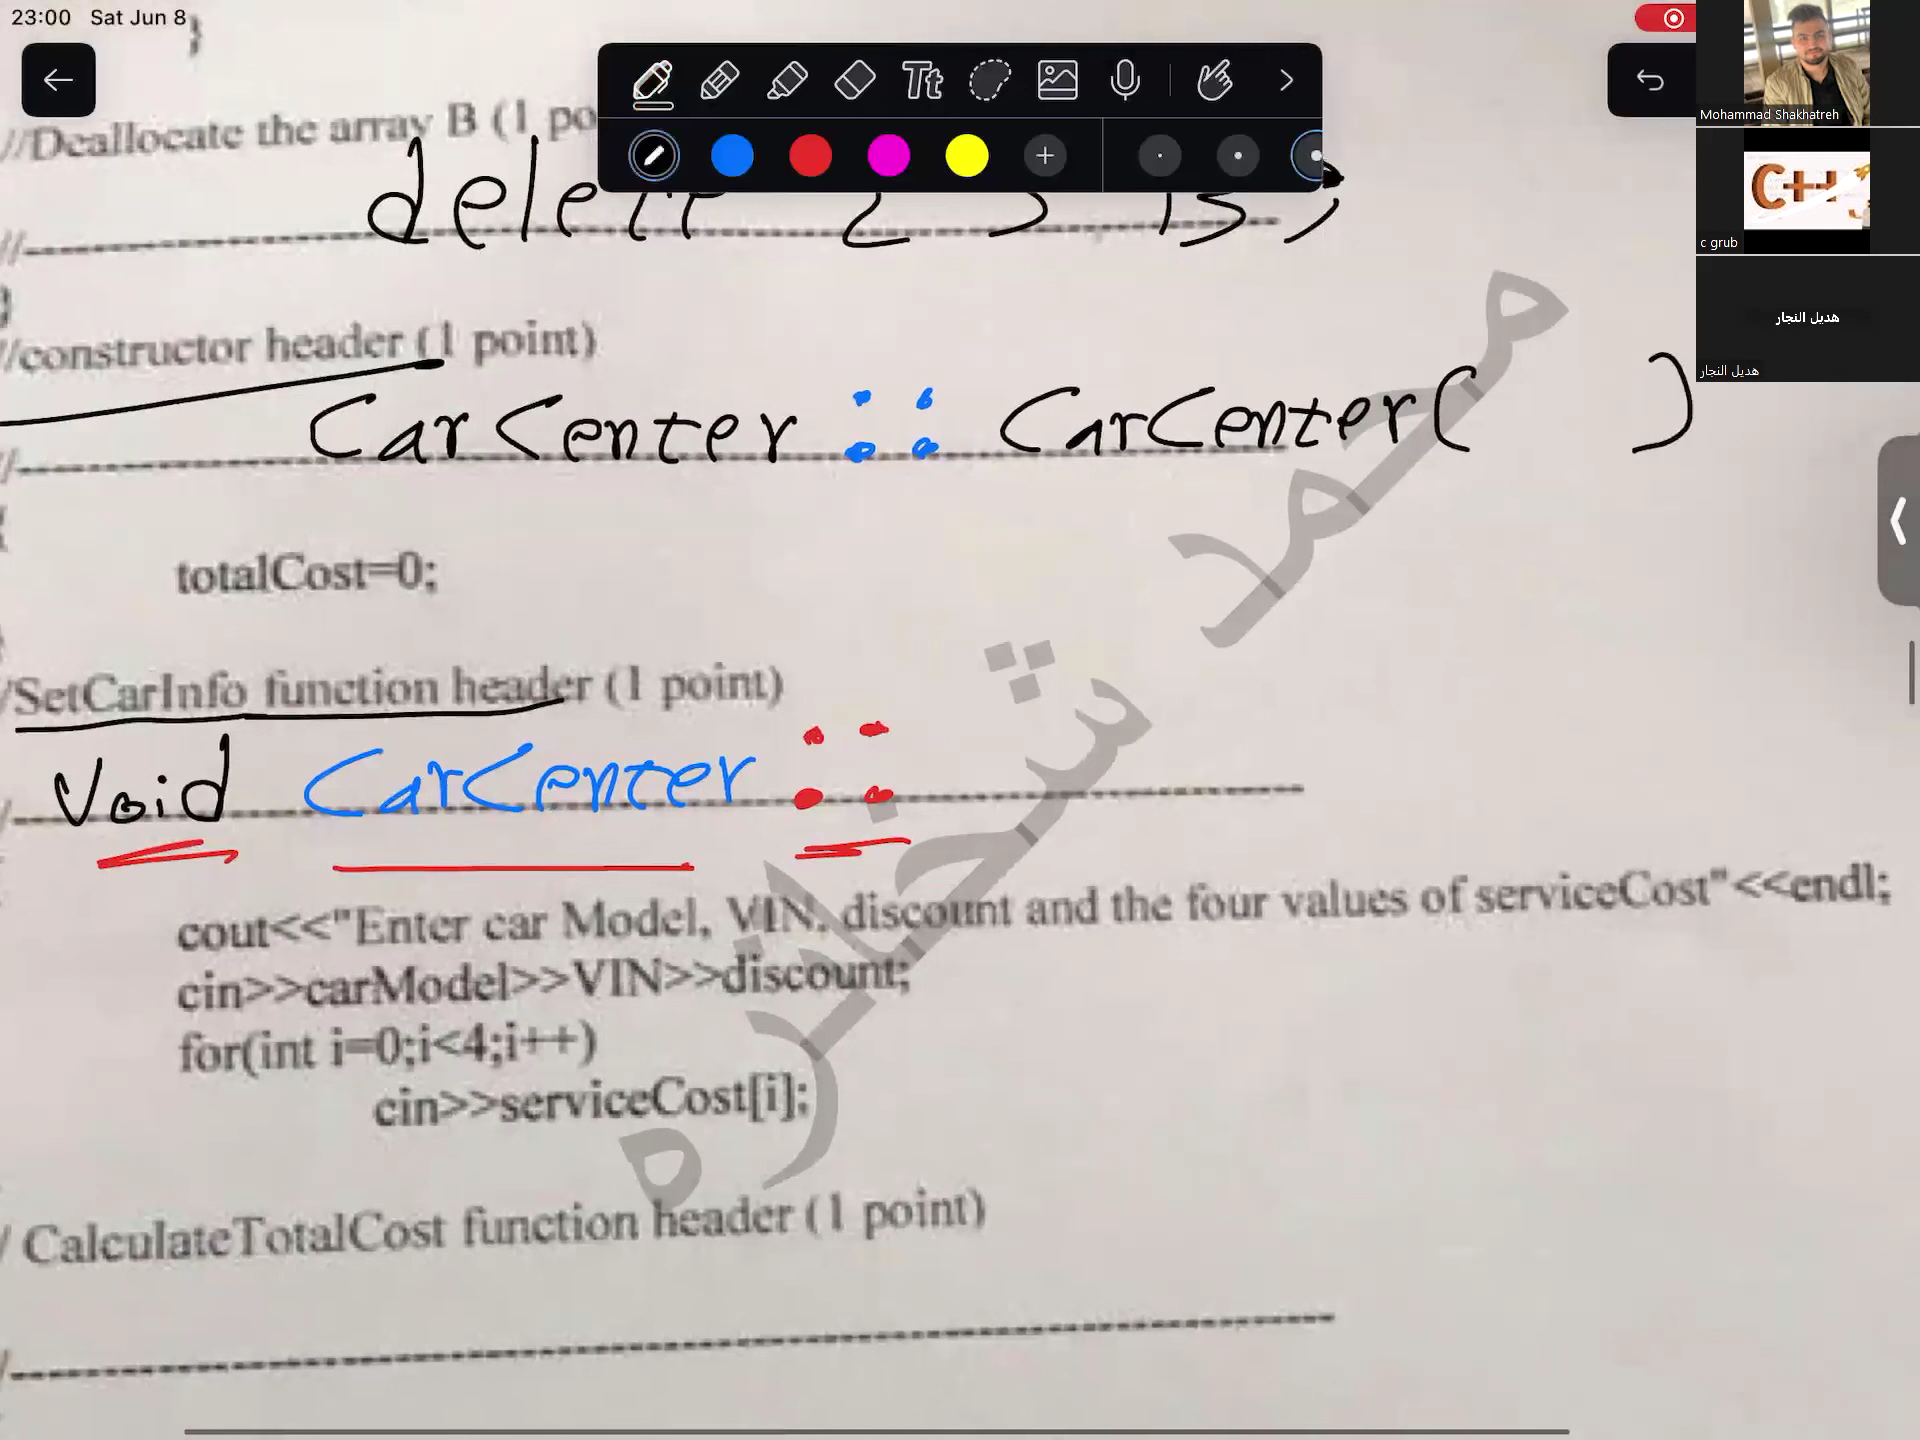 23:00 Sat Jun 8
}
Tt
Mohammad Shakhatreh
C++
c grub
هديل النجار
هديل النجار
//Deallocate the array B (1 po
//
}
//constructor header (1 point)
CarCenter :: CarCenter( )
//
{
totalCost=0;
/SetCarInfo function header (1 point)
Void CarCenter ::
/
cout<<"Enter car Model, VIN, discount and the four values of serviceCost"<<endl;
cin>>carModel>>VIN>>discount;
for(int i=0;i<4;i++)
cin>>serviceCost[i];
/ CalculateTotalCost function header (1 point)
/
محمد شخاتره